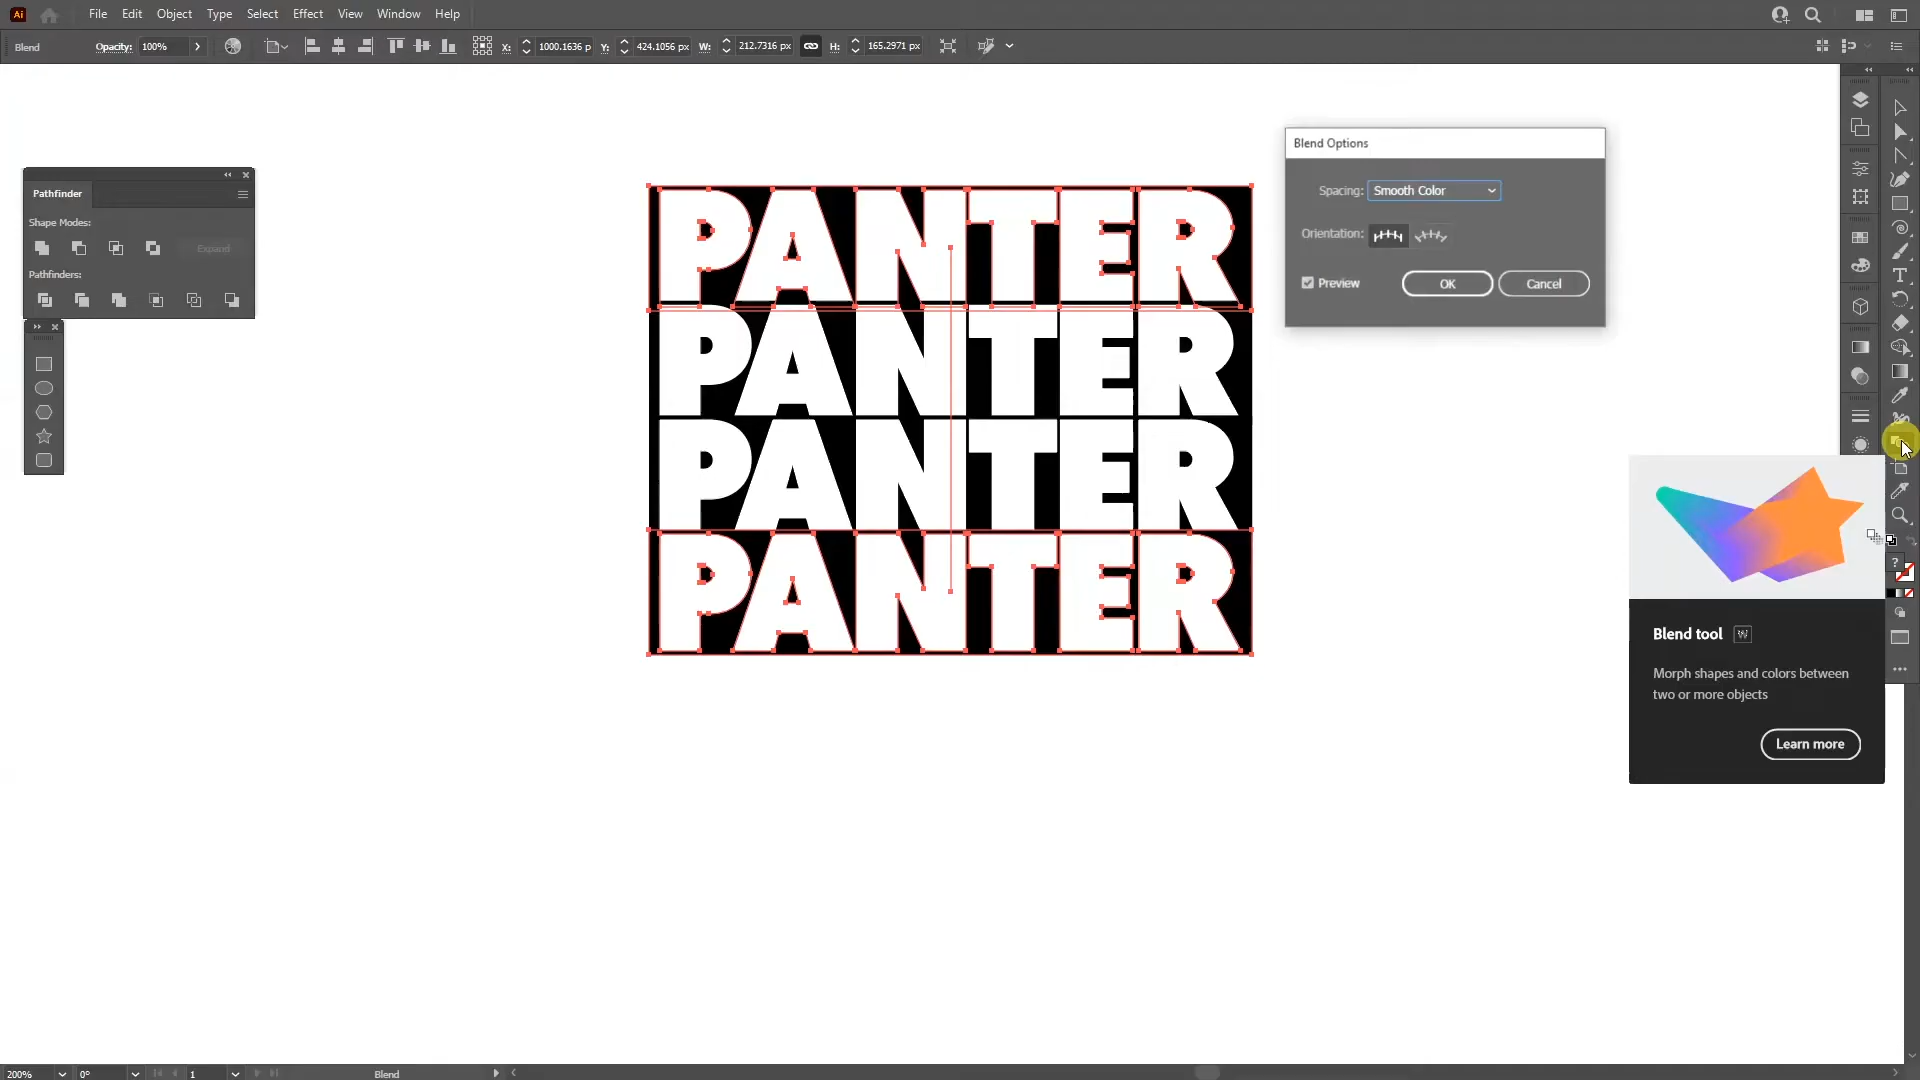 Ai File Edit Object Type Select Effect View Window Help
Blend Opacity: 100% X: 1000.1636 p Y: 424.1056 px W: 212.7316 px H: 165.2971 px
Pathfinder
Shape Modes:
Expand
Pathfinders:
PANTER
PANTER
PANTER
PANTER
Blend Options
Spacing: Smooth Color
Orientation:
Preview OK Cancel
Blend tool W
Morph shapes and colors between
two or more objects
Learn more
200% 0° 1 Blend